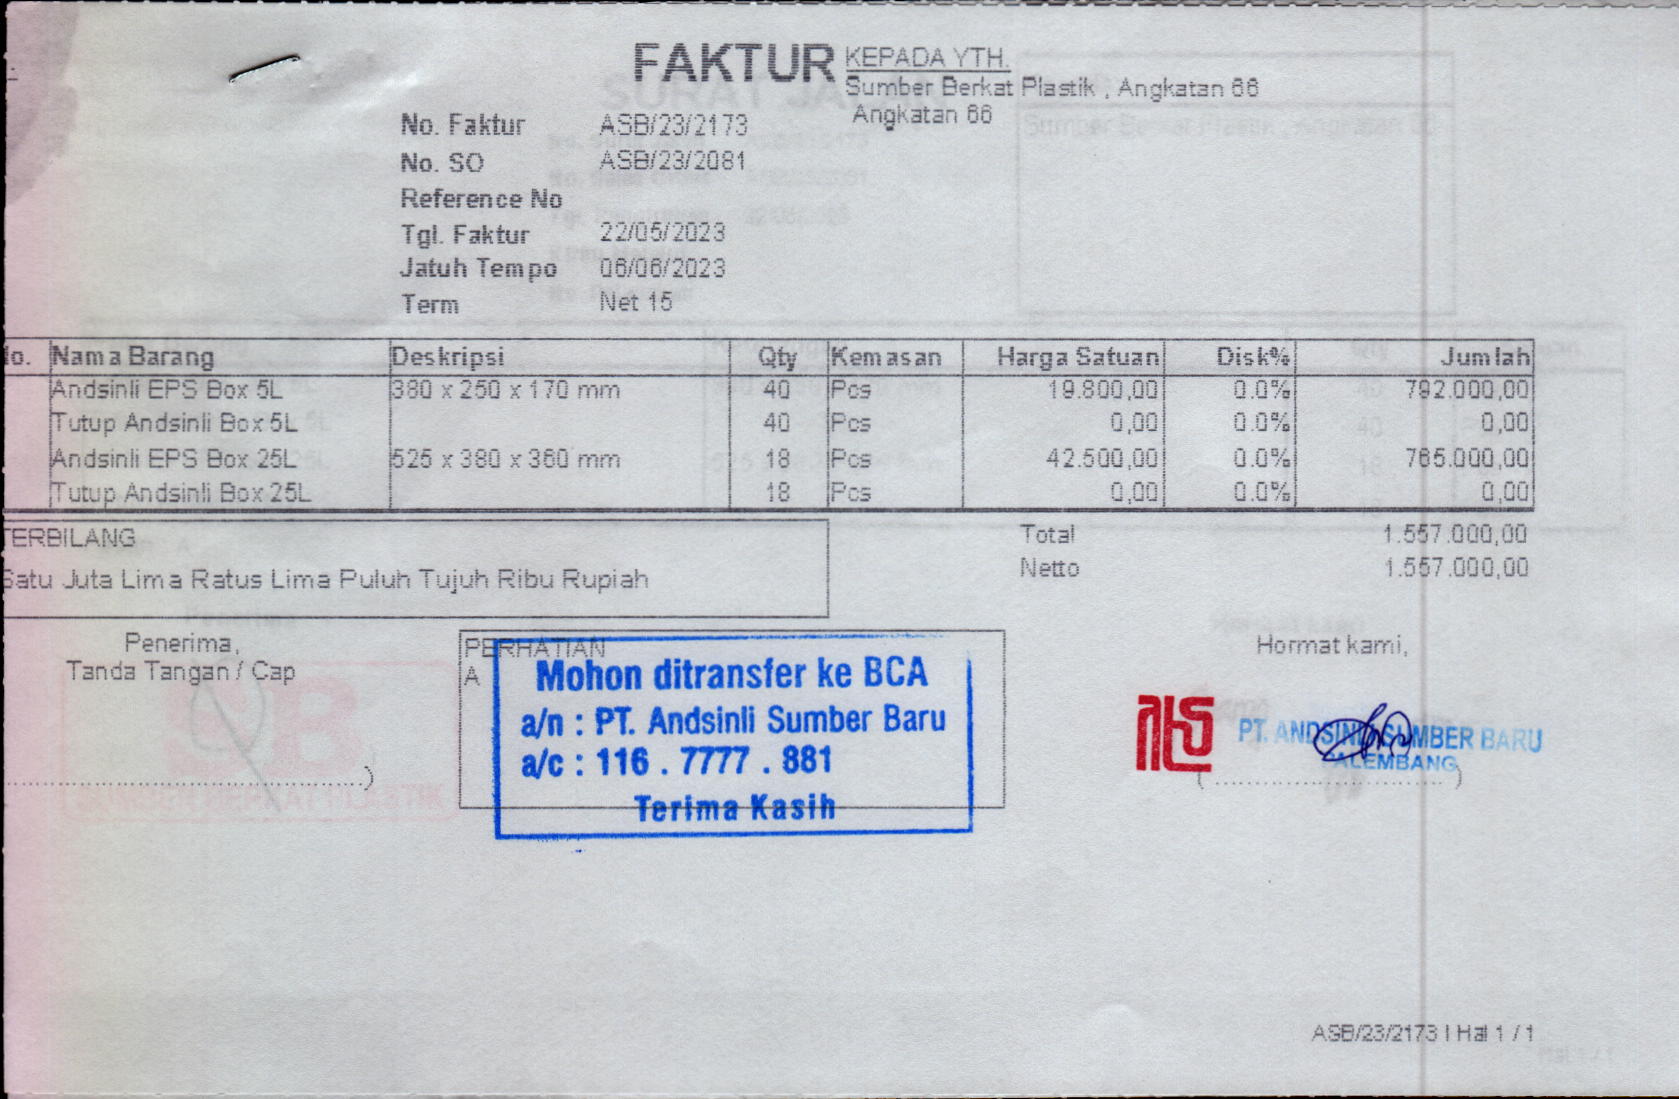 FAKTUR
KEPADA YTH.
Sumber Berkat Plastik , Angkatan 66
Angkatan 66
No. Faktur ASB/23/2173
No. SO ASB/23/2081
Reference No
Tgl. Faktur 22/05/2023
Jatuh Tempo 06/06/2023
Term Net 15
No. Nama Barang Deskripsi Qty Kemasan Harga Satuan Disk% Jumlah
Andsinli EPS Box 5L 380 x 250 x 170 mm 40 Pcs 19.800,00 0.0% 792.000,00
Tutup Andsinli Box 5L 40 Pcs 0,00 0.0% 0,00
Andsinli EPS Box 25L 525 x 380 x 360 mm 18 Pcs 42.500,00 0.0% 765.000,00
Tutup Andsinli Box 25L 18 Pcs 0,00 0.0% 0,00
TERBILANG
Satu Juta Lima Ratus Lima Puluh Tujuh Ribu Rupiah
Total 1.557.000,00
Netto 1.557.000,00
Penerima,
Tanda Tangan / Cap
PERHATIAN
A
Mohon ditransfer ke BCA
a/n : PT. Andsinli Sumber Baru
a/c : 116 . 7777 . 881
Terima Kasih
Hormat kami,
PT. ANDSINLI SUMBER BARU
PALEMBANG
ASB/23/2173 | Hal 1 / 1